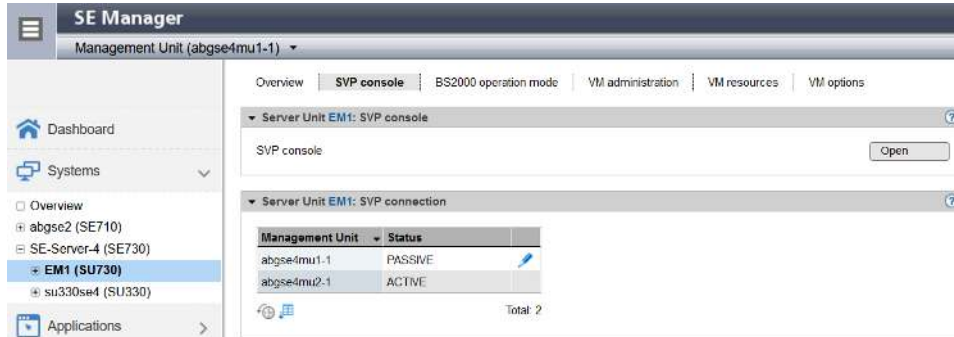 SE Manager
Management Unit (abgse4mu1-1)
Overview SVP console BS2000 operation mode VM administration VM resources VM options
Server Unit EM1: SVP console
Dashboard
SVP console Open
Systems
Server Unit EM1: SVP connection
Overview
abgse2 (SE710)
Management Unit Status
SE-Server-4 (SE730)
abgse4mu1-1 PASSIVE
EM1 (SU730)
abgse4mu2-1 ACTIVE
su330se4 (SU330)
Total: 2
Applications